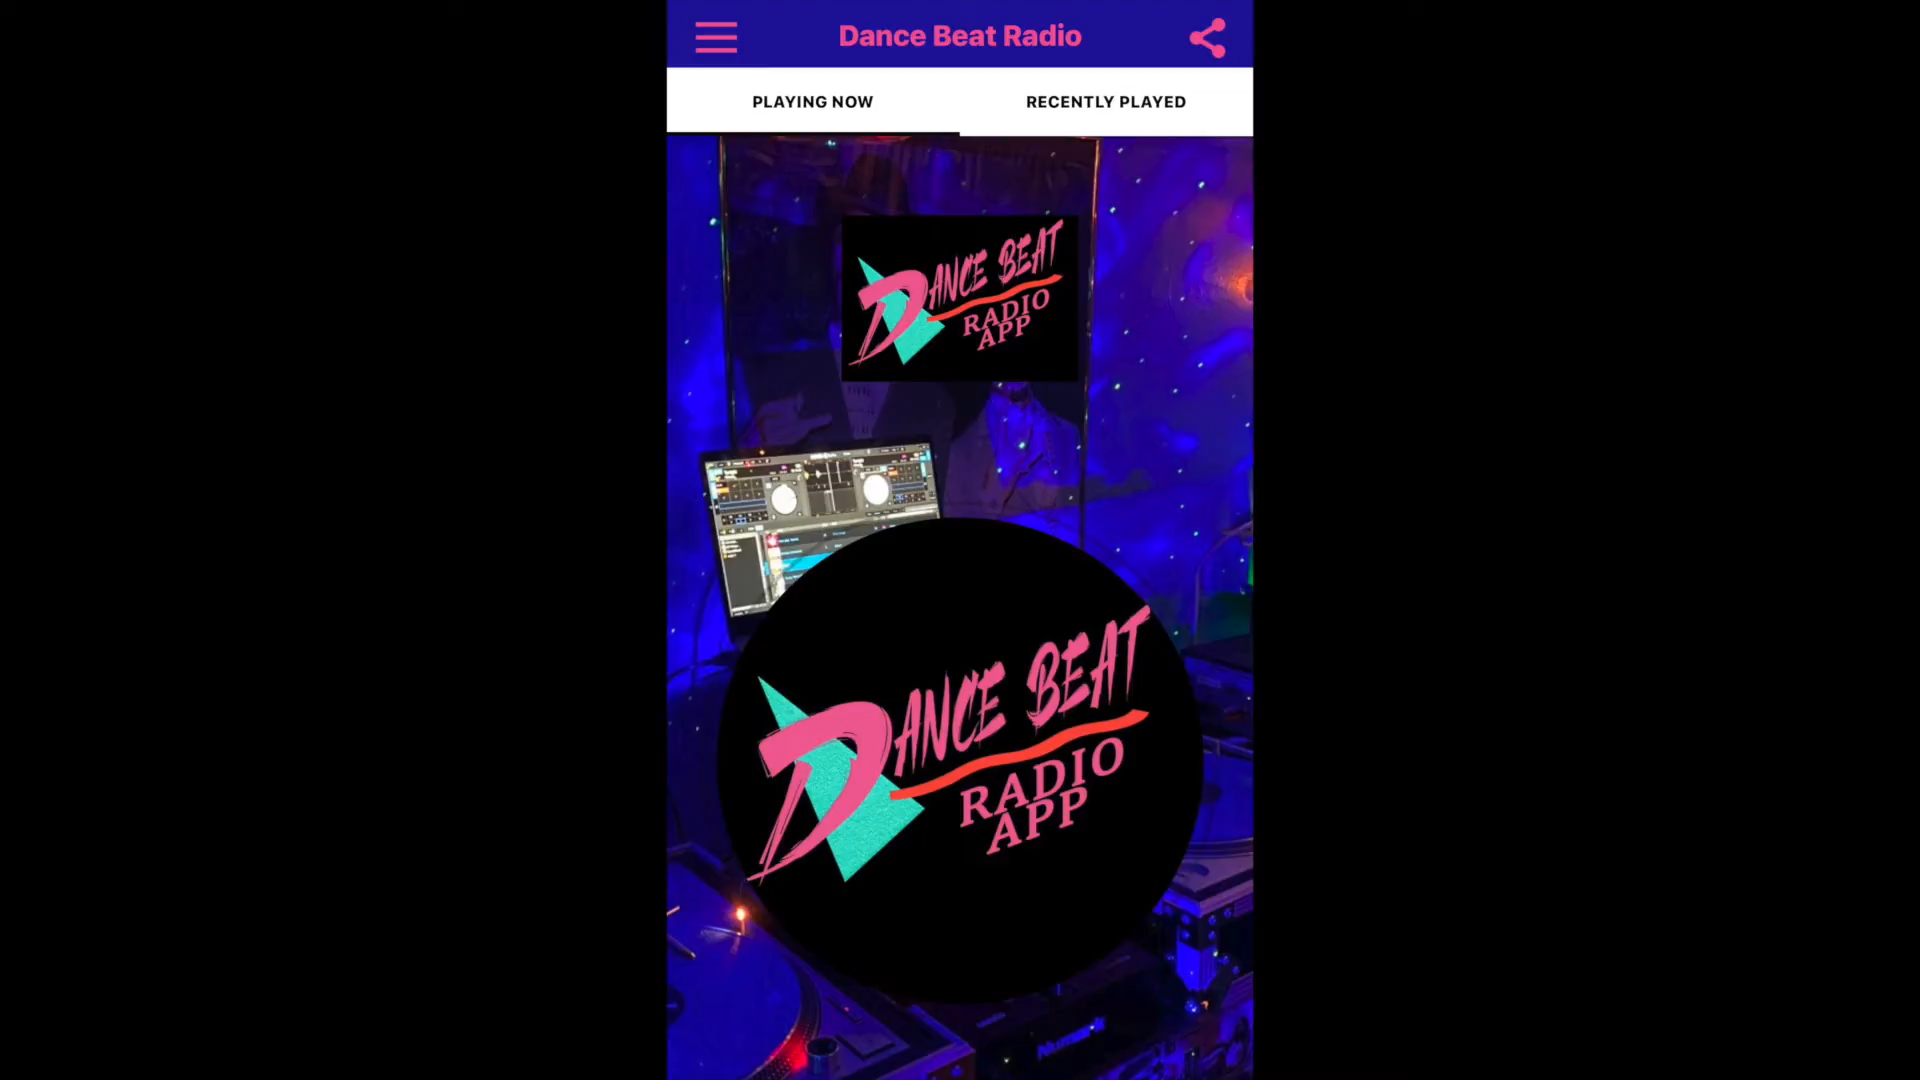 Dance Beat Radio
PLAYING NOW
RECENTLY PLAYED
DANCE BEAT
RADIO
APP
DANCE BEAT
RADIO
APP